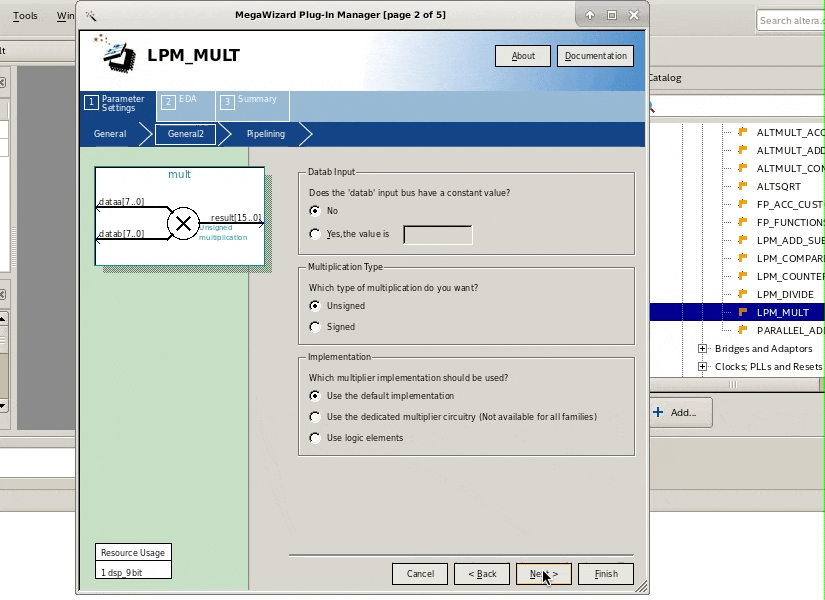 MegaWizard Plug-In Manager [page 2 of 5]
Tools
Win
Search altera.c
lt
LPM_MULT
About
Documentation
1 Parameter Settings
2 EDA
3 Summary
General
General2
Pipelining
mult
dataa[7..0]
datab[7..0]
result[15..0]
Unsigned
multiplication
Datab Input
Does the 'datab' input bus have a constant value?
No
Yes,the value is
Multiplication Type
Which type of multiplication do you want?
Unsigned
Signed
Implementation
Which multiplier implementation should be used?
Use the default implementation
Use the dedicated multiplier circuitry (Not available for all families)
Use logic elements
Resource Usage
1 dsp_9bit
Cancel
< Back
Next >
Finish
Catalog
ALTMULT_ACC
ALTMULT_ADD
ALTMULT_COM
ALTSQRT
FP_ACC_CUST
FP_FUNCTION
LPM_ADD_SUB
LPM_COMPAR
LPM_COUNTE
LPM_DIVIDE
LPM_MULT
PARALLEL_AD
Bridges and Adaptors
Clocks; PLLs and Resets
Add...